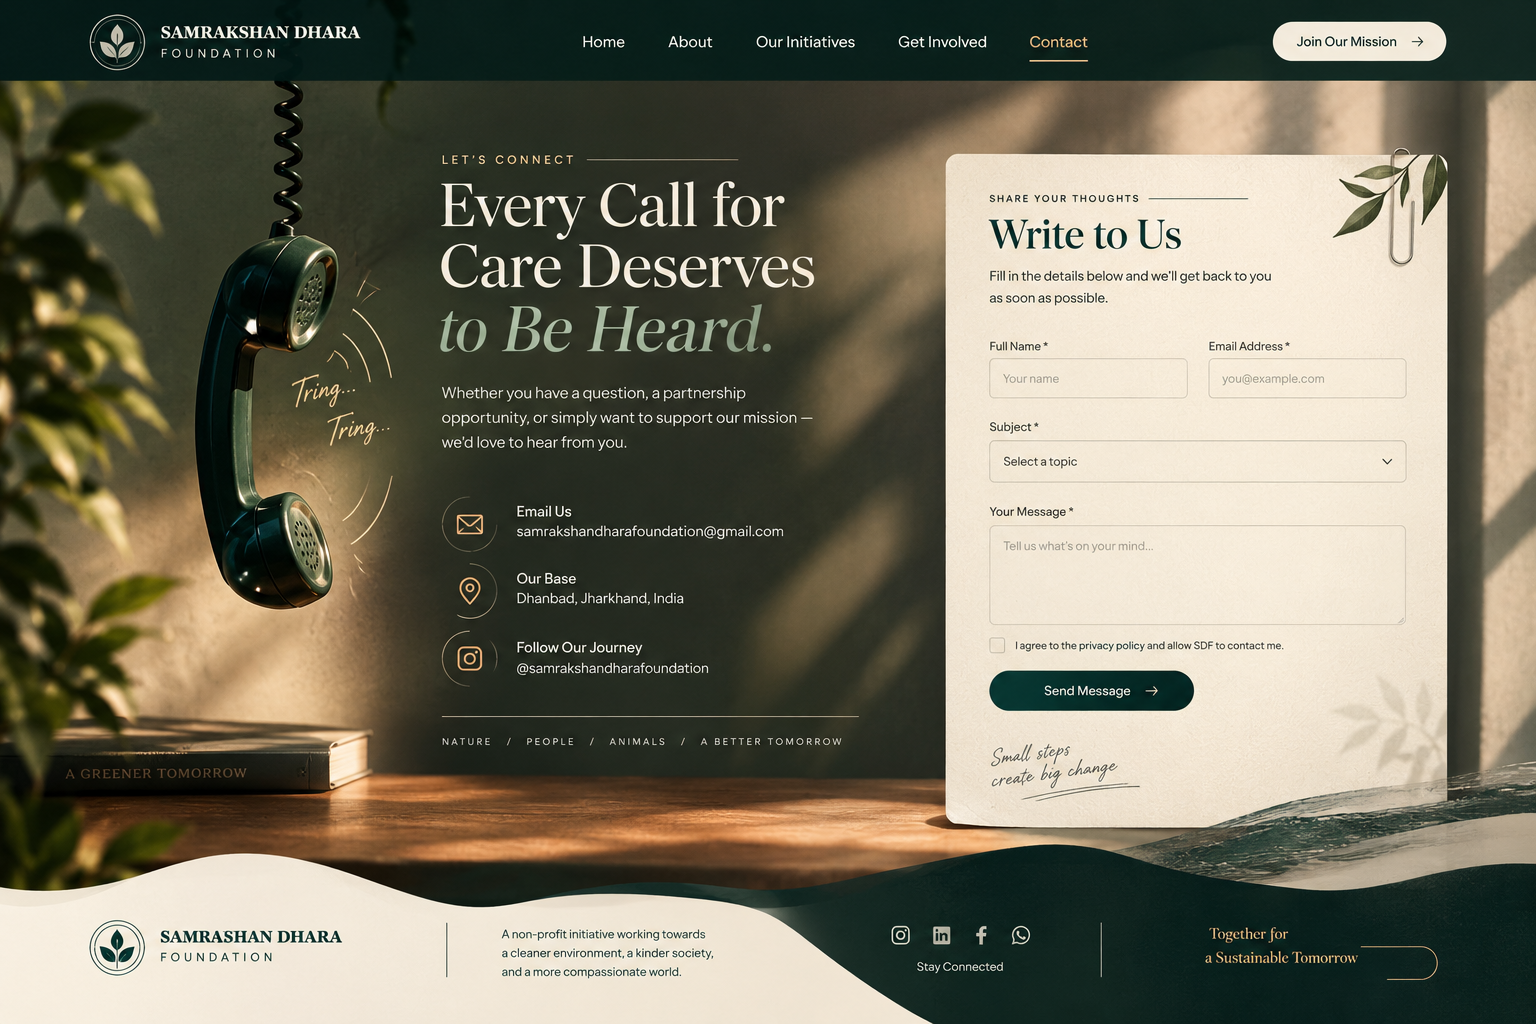 SAMRAKSHAN DHARA
FOUNDATION
Home
About
Our Initiatives
Get Involved
Contact
Join Our Mission
LET'S CONNECT
Every Call for
Care Deserves
to Be Heard.
Whether you have a question, a partnership
opportunity, or simply want to support our mission —
we'd love to hear from you.
Tring...
Tring...
Email Us
samrakshandharafoundation@gmail.com
Our Base
Dhanbad, Jharkhand, India
Follow Our Journey
@samrakshandharafoundation
NATURE / PEOPLE / ANIMALS / A BETTER TOMORROW
A GREENER TOMORROW
SHARE YOUR THOUGHTS
Write to Us
Fill in the details below and we'll get back to you
as soon as possible.
Full Name *
Email Address *
Your name
you@example.com
Subject *
Select a topic
Your Message *
Tell us what's on your mind...
I agree to the privacy policy and allow SDF to contact me.
Send Message
Small steps
create big change
SAMRASHAN DHARA
FOUNDATION
A non-profit initiative working towards
a cleaner environment, a kinder society,
and a more compassionate world.
Stay Connected
Together for
a Sustainable Tomorrow